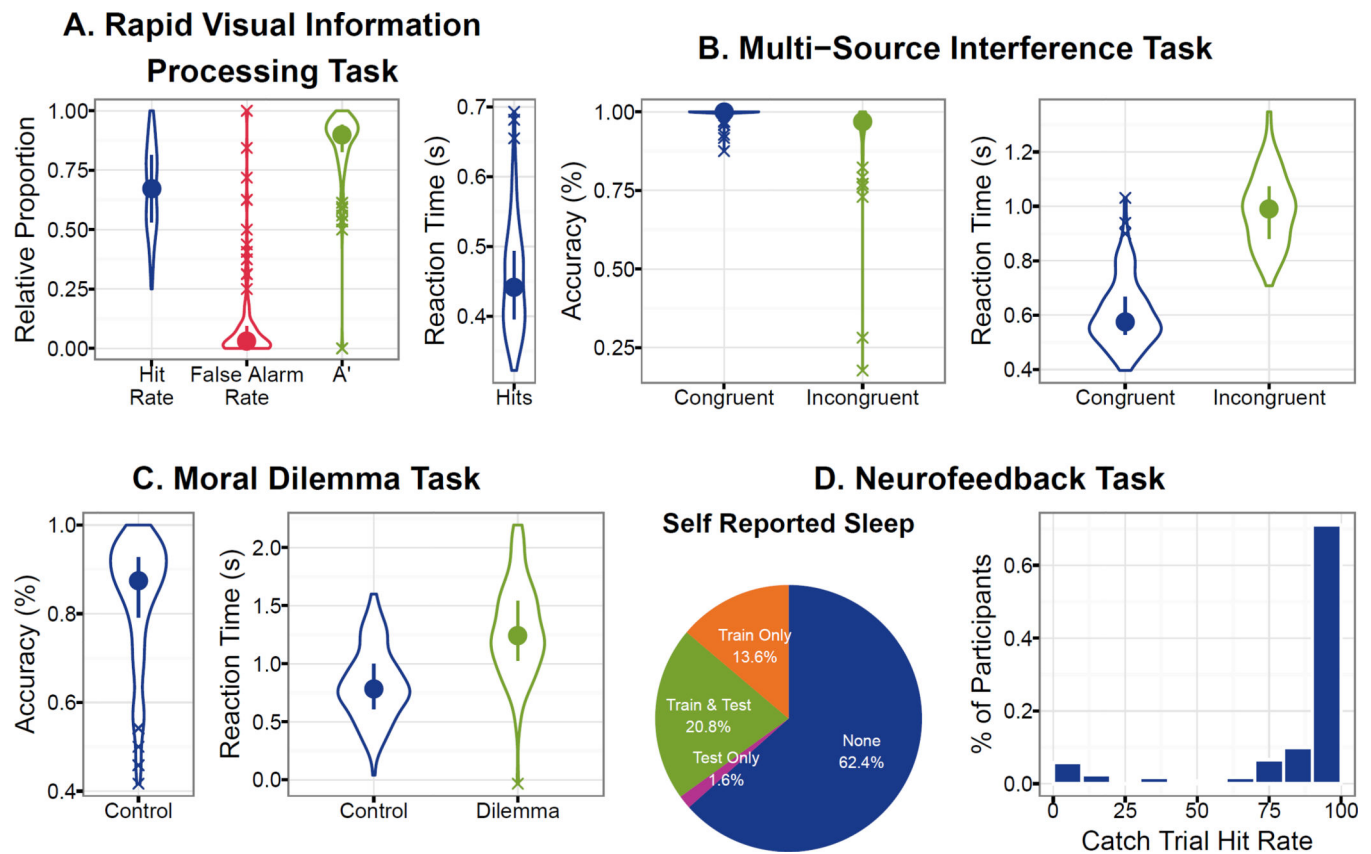 A. Rapid Visual Information
Processing Task
Relative Proportion
1.00
0.75
0.50
0.25
0.00
Hit
Rate
False Alarm
Rate
A'
Reaction Time (s)
0.7
0.6
0.5
0.4
Hits
B. Multi−Source Interference Task
Accuracy (%)
1.00
0.75
0.50
0.25
Congruent
Incongruent
Reaction Time (s)
1.2
1.0
0.8
0.6
0.4
Congruent
Incongruent
C. Moral Dilemma Task
Accuracy (%)
1.0
0.8
0.6
0.4
Control
Reaction Time (s)
2.0
1.5
1.0
0.5
0.0
Control
Dilemma
D. Neurofeedback Task
Self Reported Sleep
Train Only
13.6%
Train & Test
20.8%
Test Only
1.6%
None
62.4%
% of Participants
0.6
0.4
0.2
0.0
0
25
50
75
100
Catch Trial Hit Rate